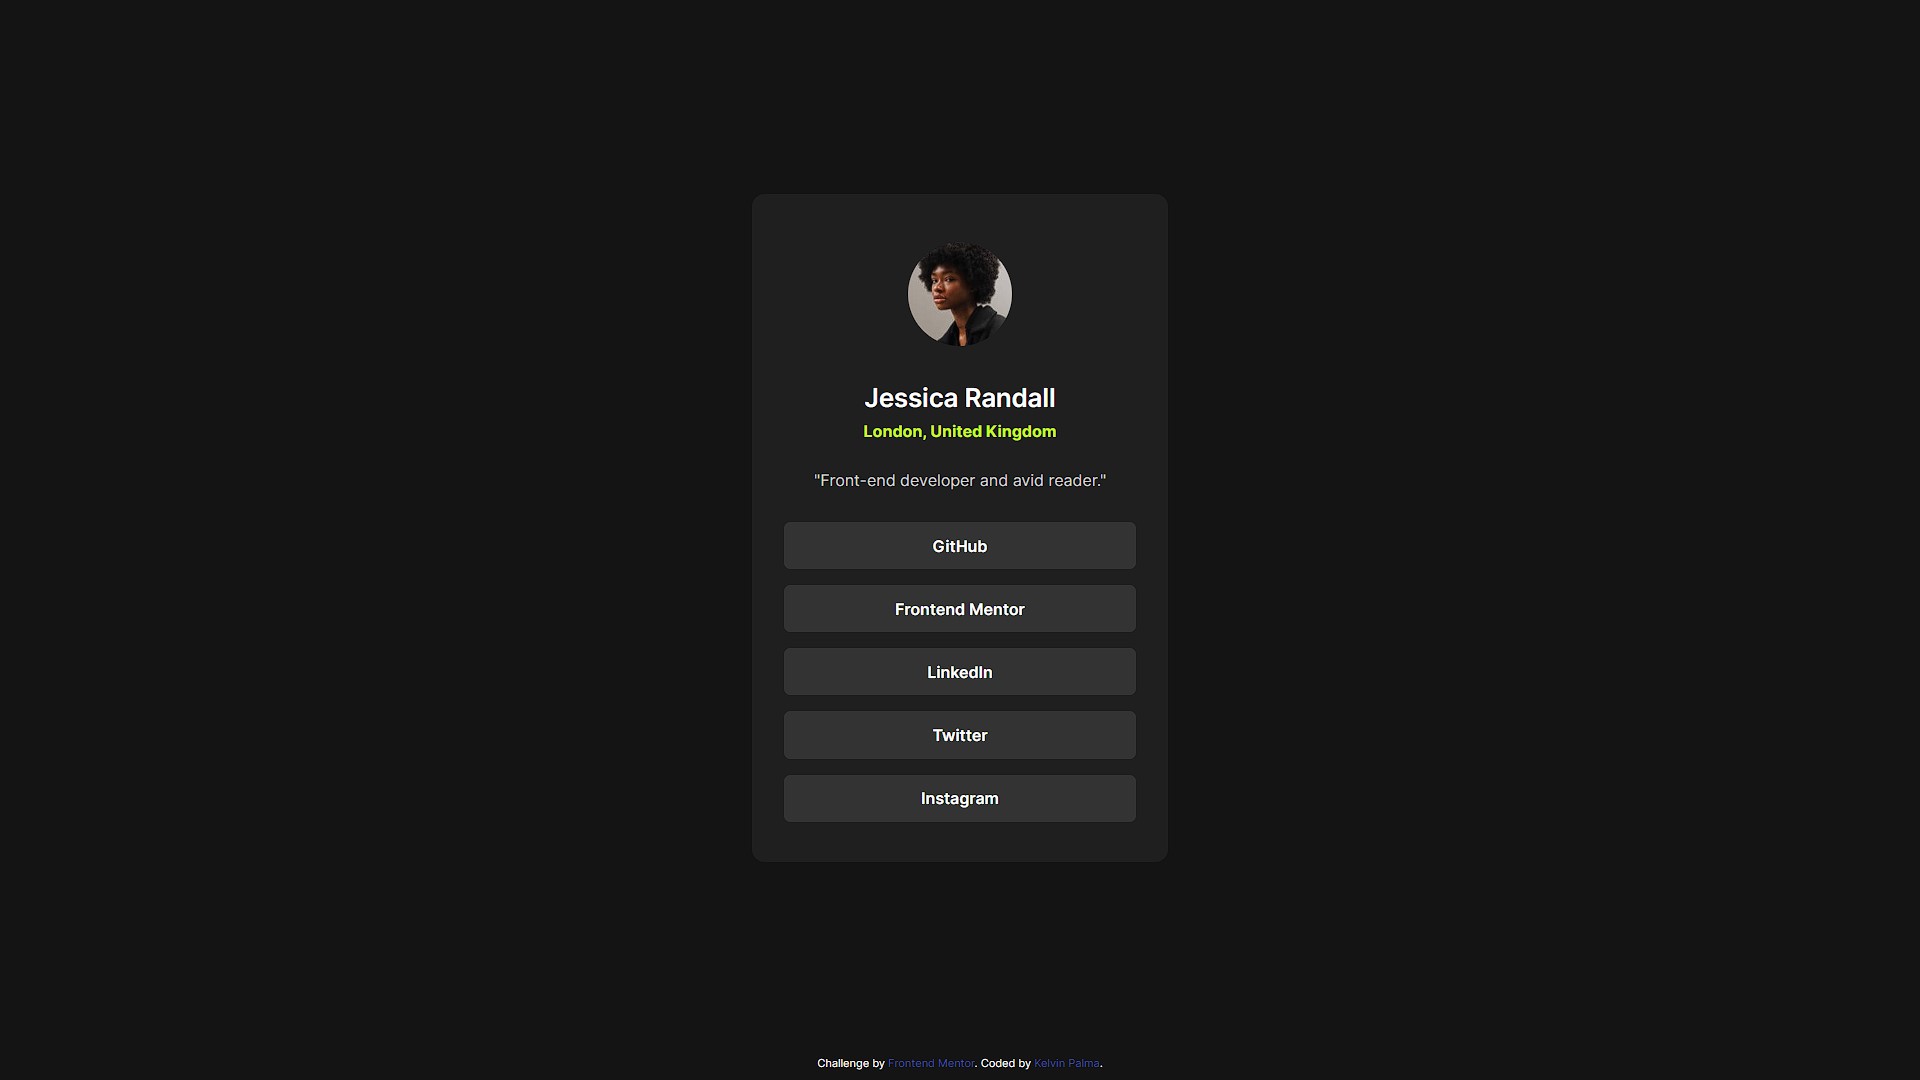 Jessica Randall
London, United Kingdom
"Front-end developer and avid reader."
GitHub
Frontend Mentor
LinkedIn
Twitter
Instagram
Challenge by Frontend Mentor. Coded by Kelvin Palma.